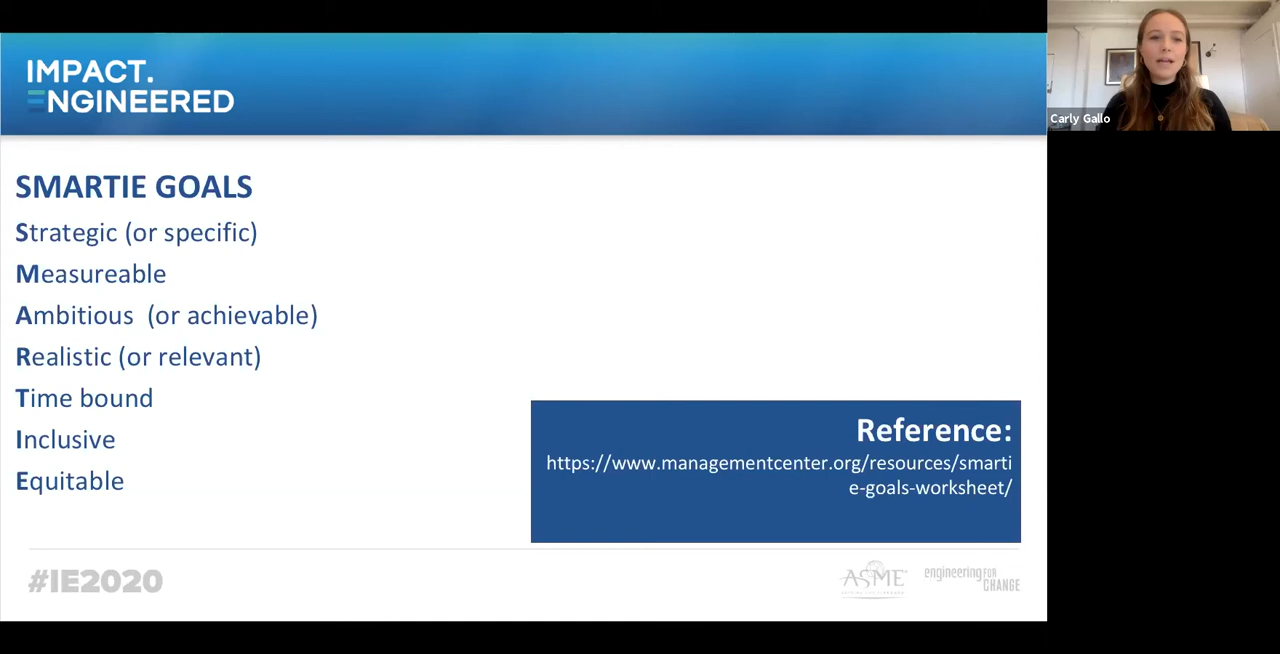 IMPACT.
ENGINEERED
Carly Gallo
SMARTIE GOALS
Strategic (or specific)
Measureable
Ambitious (or achievable)
Realistic (or relevant)
Time bound
Inclusive
Equitable
Reference:
https://www.managementcenter.org/resources/smarti
e-goals-worksheet/
#IE2020
ASME
engineering FOR
CHANGE